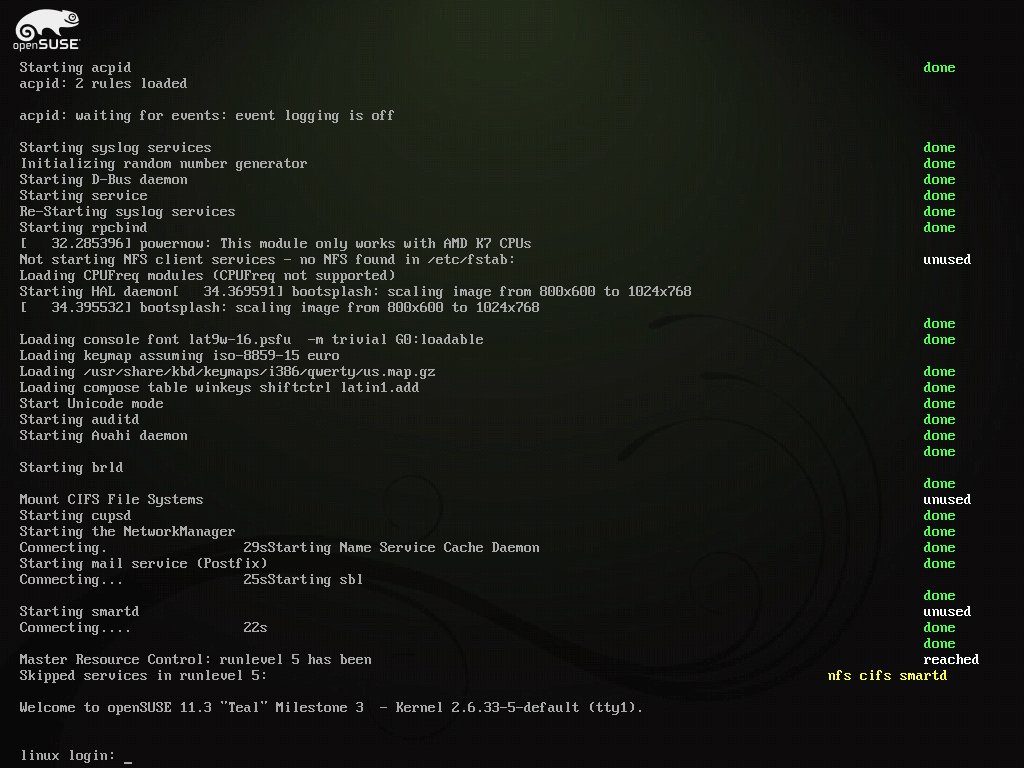 openSUSE
Starting acpid done
acpid: 2 rules loaded
acpid: waiting for events: event logging is off
Starting syslog services done
Initializing random number generator done
Starting D-Bus daemon done
Starting service done
Re-Starting syslog services done
Starting rpcbind done
[   32.285396] powernow: This module only works with AMD K7 CPUs
Not starting NFS client services - no NFS found in /etc/fstab: unused
Loading CPUFreq modules (CPUFreq not supported)
Starting HAL daemon[   34.369591] bootsplash: scaling image from 800x600 to 1024x768
[   34.395532] bootsplash: scaling image from 800x600 to 1024x768
done
Loading console font lat9w-16.psfu  -m trivial G0:loadable done
Loading keymap assuming iso-8859-15 euro
Loading /usr/share/kbd/keymaps/i386/qwerty/us.map.gz done
Loading compose table winkeys shiftctrl latin1.add done
Start Unicode mode done
Starting auditd done
Starting Avahi daemon done
done
Starting brld
done
Mount CIFS File Systems unused
Starting cupsd done
Starting the NetworkManager done
Connecting. 29sStarting Name Service Cache Daemon done
Starting mail service (Postfix) done
Connecting... 25sStarting sbl
done
Starting smartd unused
Connecting.... 22s done
done
Master Resource Control: runlevel 5 has been reached
Skipped services in runlevel 5: nfs cifs smartd
Welcome to openSUSE 11.3 "Teal" Milestone 3  - Kernel 2.6.33-5-default (tty1).
linux login: _